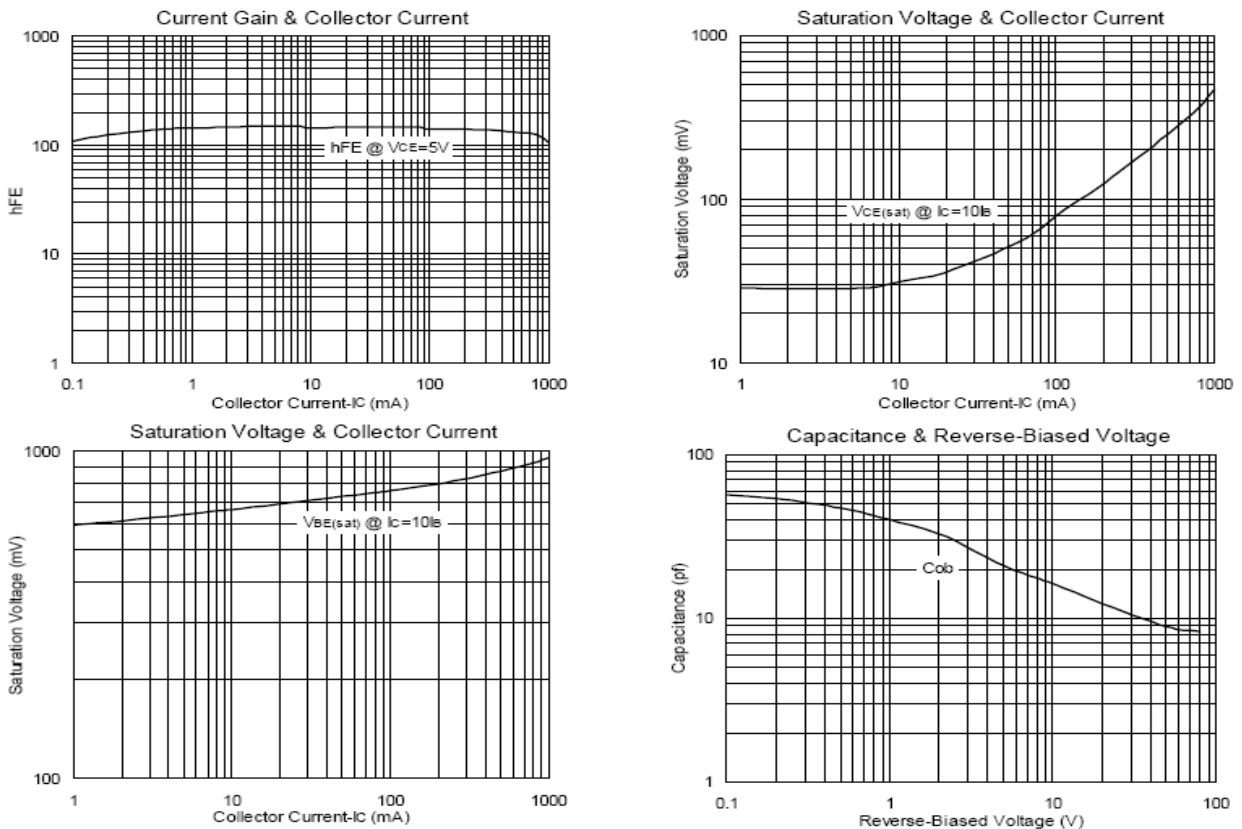 Current Gain & Collector Current
1000
100
10
1
hFE
hFE @ VCE=5V
0.1 1 10 100 1000
Collector Current-IC (mA)
Saturation Voltage & Collector Current
1000
100
10
Saturation Voltage (mV)
VCE(sat) @ IC=10IB
1 10 100 1000
Collector Current-IC (mA)
Saturation Voltage & Collector Current
1000
100
Saturation Voltage (mV)
VBE(sat) @ IC=10IB
1 10 100 1000
Collector Current-IC (mA)
Capacitance & Reverse-Biased Voltage
100
10
1
Capacitance (pf)
Cob
0.1 1 10 100
Reverse-Biased Voltage (V)